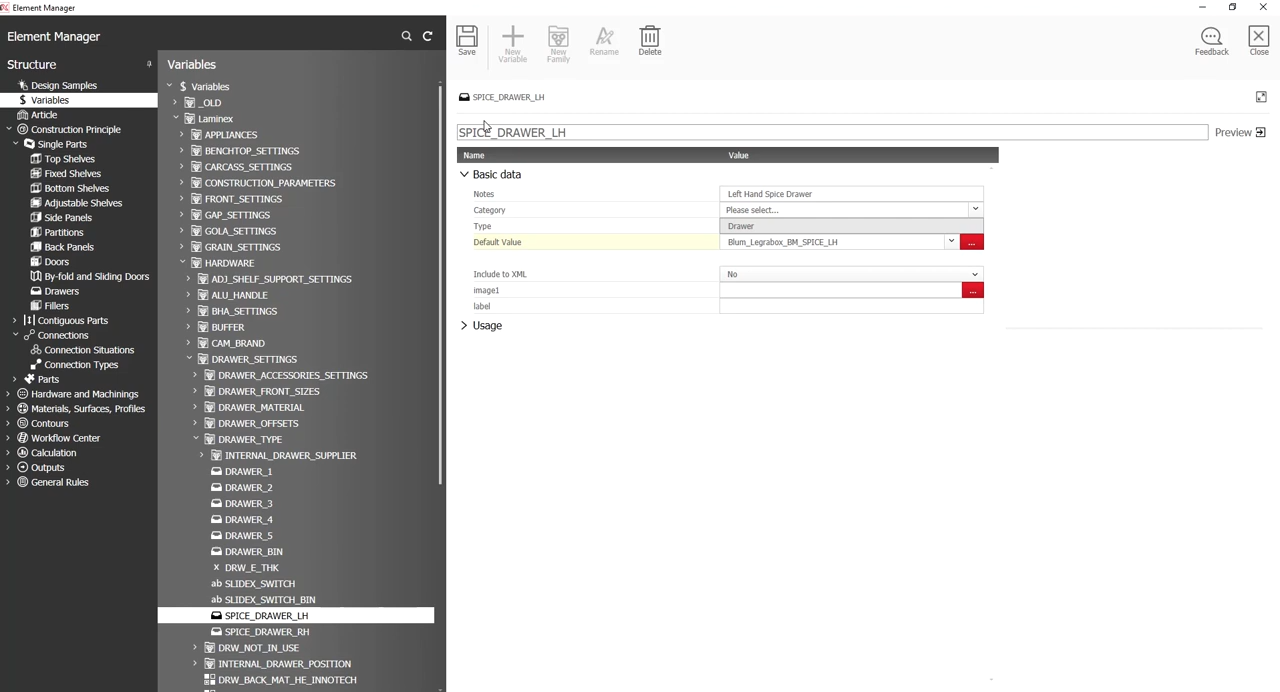 Element Manager
Element Manager
Structure
Design Samples
Variables
Article
Construction Principle
Single Parts
Top Shelves
Fixed Shelves
Bottom Shelves
Adjustable Shelves
Side Panels
Partitions
Back Panels
Doors
By-fold and Sliding Doors
Drawers
Fillers
Contiguous Parts
Connections
Connection Situations
Connection Types
Parts
Hardware and Machinings
Materials, Surfaces, Profiles
Contours
Workflow Center
Calculation
Outputs
General Rules
Variables
$ Variables
_OLD
Laminex
APPLIANCES
BENCHTOP_SETTINGS
CARCASS_SETTINGS
CONSTRUCTION_PARAMETERS
FRONT_SETTINGS
GAP_SETTINGS
GOLA_SETTINGS
GRAIN_SETTINGS
HARDWARE
ADJ_SHELF_SUPPORT_SETTINGS
ALU_HANDLE
BHA_SETTINGS
BUFFER
CAM_BRAND
DRAWER_SETTINGS
DRAWER_ACCESSORIES_SETTINGS
DRAWER_FRONT_SIZES
DRAWER_MATERIAL
DRAWER_OFFSETS
DRAWER_TYPE
INTERNAL_DRAWER_SUPPLIER
DRAWER_1
DRAWER_2
DRAWER_3
DRAWER_4
DRAWER_5
DRAWER_BIN
x DRW_E_THK
ab SLIDEX_SWITCH
ab SLIDEX_SWITCH_BIN
SPICE_DRAWER_LH
SPICE_DRAWER_RH
DRW_NOT_IN_USE
INTERNAL_DRAWER_POSITION
DRW_BACK_MAT_HE_INNOTECH
Save
New Variable
New Family
Rename
Delete
Feedback
Close
SPICE_DRAWER_LH
SPICE_DRAWER_LH
Preview
Name Value
Basic data
Notes Left Hand Spice Drawer
Category Please select...
Type Drawer
Default Value Blum_Legrabox_BM_SPICE_LH ...
Include to XML No
image1 ...
label
Usage